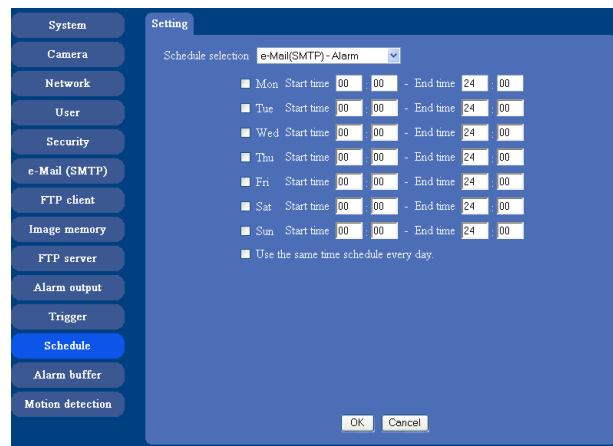 System
Camera
Network
User
Security
e-Mail (SMTP)
FTP client
Image memory
FTP server
Alarm output
Trigger
Schedule
Alarm buffer
Motion detection
Setting
Schedule selection e-Mail(SMTP) - Alarm
Mon Start time 00 : 00 - End time 24 : 00
Tue Start time 00 : 00 - End time 24 : 00
Wed Start time 00 : 00 - End time 24 : 00
Thu Start time 00 : 00 - End time 24 : 00
Fri Start time 00 : 00 - End time 24 : 00
Sat Start time 00 : 00 - End time 24 : 00
Sun Start time 00 : 00 - End time 24 : 00
Use the same time schedule every day.
OK Cancel